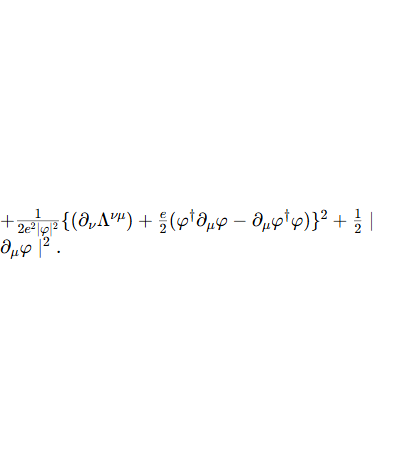 $+\frac{1}{2e^2|\varphi|^2}\{(\partial_\nu \Lambda^{\nu\mu}) + \frac{e}{2}(\varphi^\dagger \partial_\mu \varphi - \partial_\mu \varphi^\dagger \varphi)\}^2 + \frac{1}{2} \mid$
$\partial_\mu \varphi \mid^2 .$